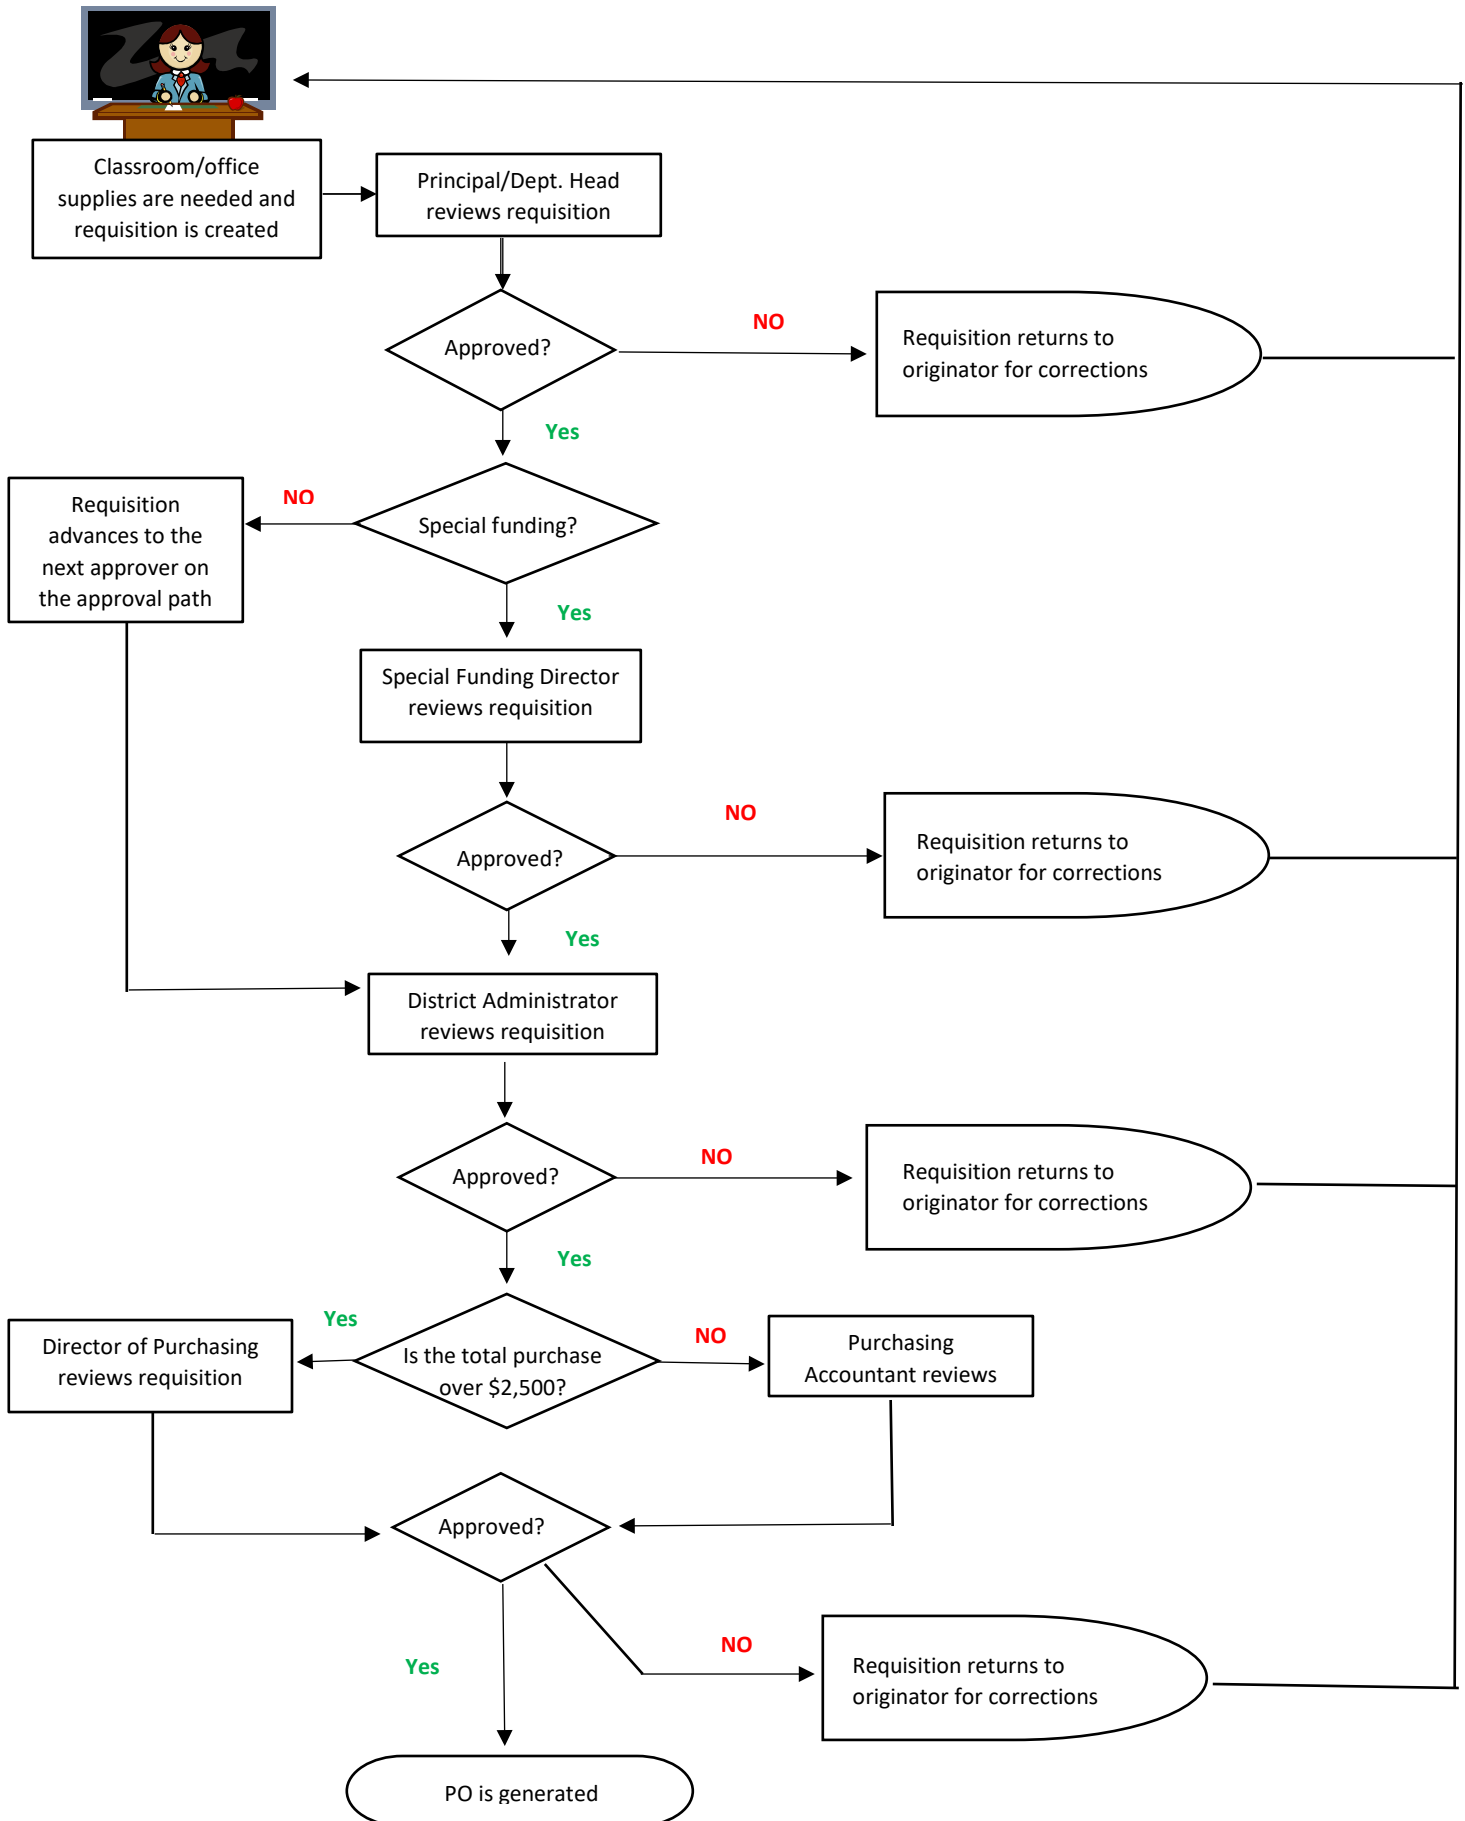 Classroom/office
supplies are needed and
requisition is created
Principal/Dept. Head
reviews requisition
Approved?
NO
Requisition returns to
originator for corrections
Yes
Special funding?
NO
Requisition
advances to the
next approver on
the approval path
Yes
Special Funding Director
reviews requisition
Approved?
NO
Requisition returns to
originator for corrections
Yes
District Administrator
reviews requisition
Approved?
NO
Requisition returns to
originator for corrections
Yes
Is the total purchase
over $2,500?
Yes
Director of Purchasing
reviews requisition
NO
Purchasing
Accountant reviews
Approved?
NO
Requisition returns to
originator for corrections
Yes
PO is generated